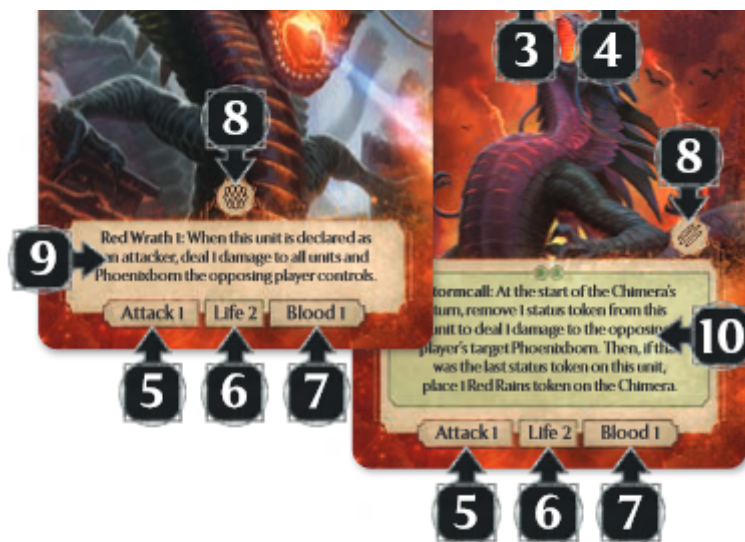 3 4
8
8
Red Wrath 1: When this unit is declared as
an attacker, deal 1 damage to all units and
Phoenixborn the opposing player controls.
9
Attack 1 Life 2 Blood 1
5 6 7
Stormcall: At the start of the Chimera's
turn, remove 1 status token from this
unit to deal 1 damage to the opposing
player's target Phoenixborn. Then, if that
was the last status token on this unit,
place 1 Red Rains token on the Chimera.
10
Attack 1 Life 2 Blood 1
5 6 7